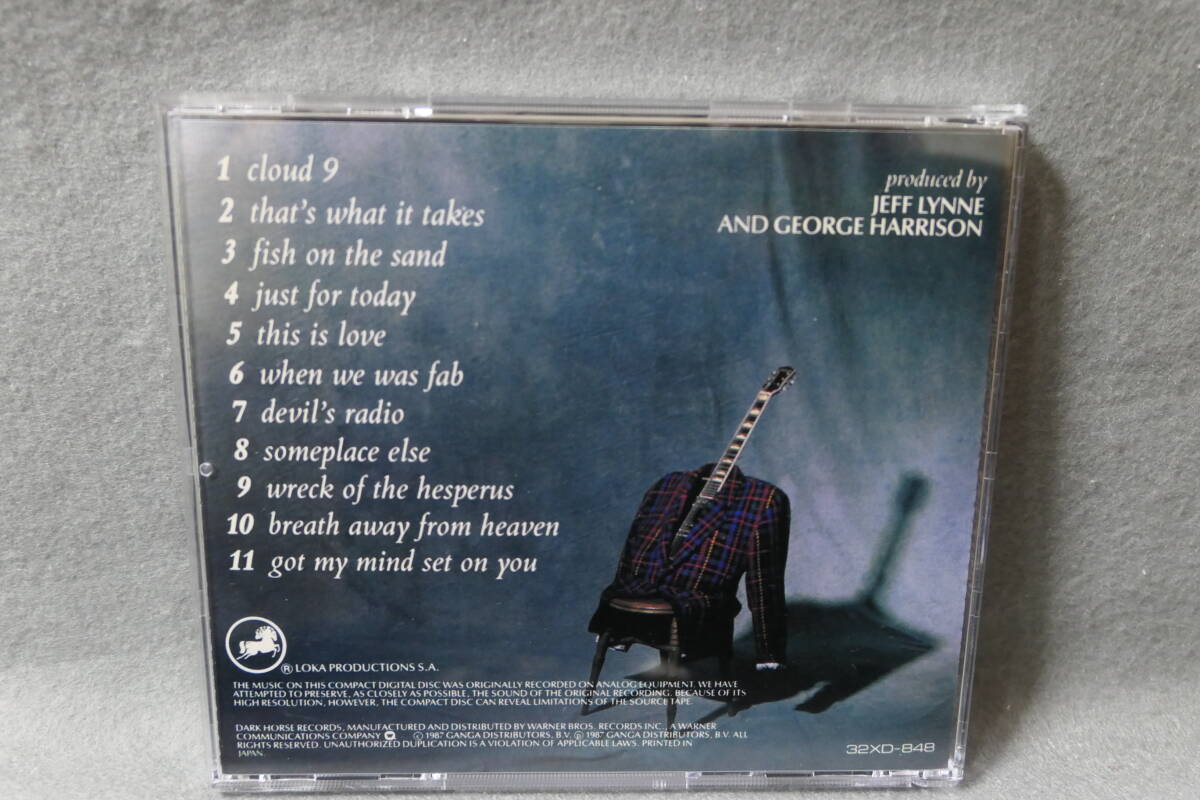 1 cloud 9
2 that's what it takes
3 fish on the sand
4 just for today
5 this is love
6 when we was fab
7 devil's radio
8 someplace else
9 wreck of the hesperus
10 breath away from heaven
11 got my mind set on you
produced by
JEFF LYNNE
AND GEORGE HARRISON
® LOKA PRODUCTIONS S.A.
THE MUSIC ON THIS COMPACT DIGITAL DISC WAS ORIGINALLY RECORDED ON ANALOG EQUIPMENT. WE HAVE
ATTEMPTED TO PRESERVE, AS CLOSELY AS POSSIBLE, THE SOUND OF THE ORIGINAL RECORDING. BECAUSE OF ITS
HIGH RESOLUTION, HOWEVER, THE COMPACT DISC CAN REVEAL LIMITATIONS OF THE SOURCE TAPE.
DARK HORSE RECORDS, MANUFACTURED AND DISTRIBUTED BY WARNER BROS. RECORDS INC., A WARNER
COMMUNICATIONS COMPANY © 1987 GANGA DISTRIBUTORS, B.V. ℗ 1987 GANGA DISTRIBUTORS, B.V. ALL
RIGHTS RESERVED. UNAUTHORIZED DUPLICATION IS A VIOLATION OF APPLICABLE LAWS. PRINTED IN
JAPAN.
32XD-848